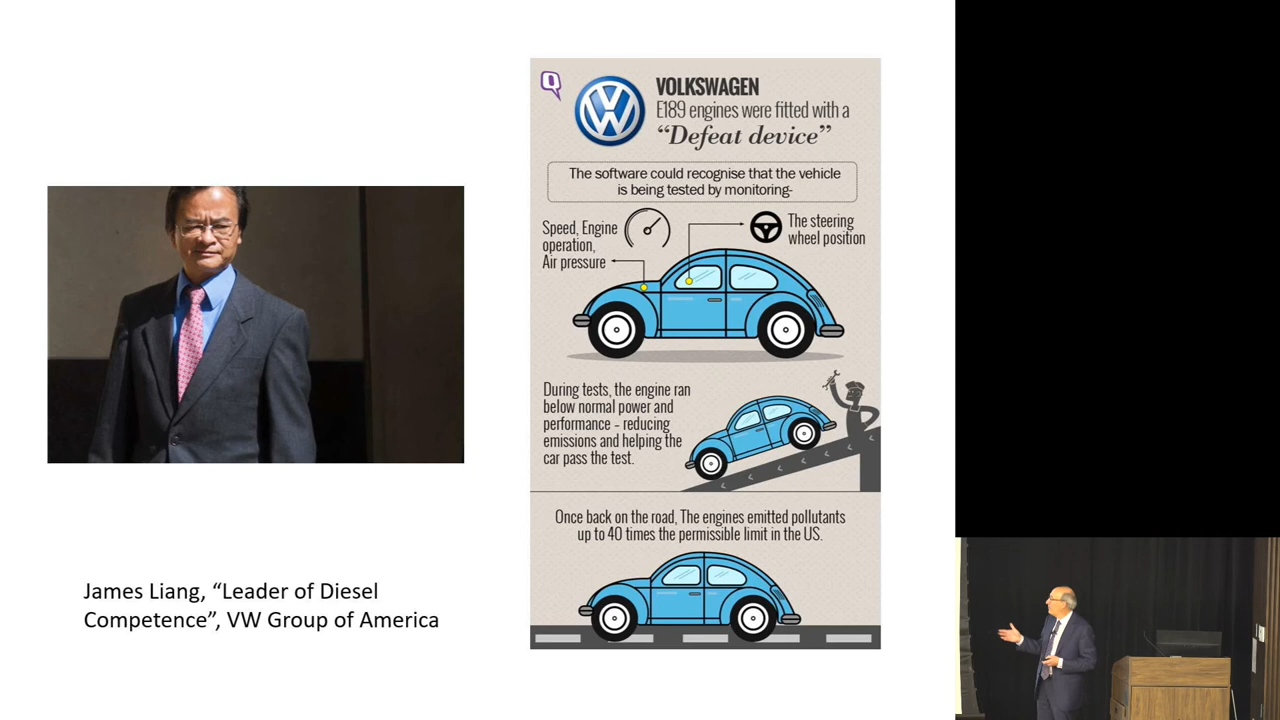 VOLKSWAGEN
E189 engines were fitted with a
“Defeat device”
The software could recognise that the vehicle
is being tested by monitoring-
Speed, Engine
operation,
Air pressure
The steering
wheel position
During tests, the engine ran
below normal power and
performance – reducing
emissions and helping the
car pass the test.
Once back on the road, The engines emitted pollutants
up to 40 times the permissible limit in the US.
James Liang, “Leader of Diesel
Competence”, VW Group of America